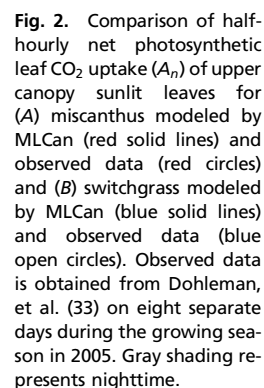 Fig. 2. Comparison of half-
hourly net photosynthetic
leaf CO2 uptake (An) of upper
canopy sunlit leaves for
(A) miscanthus modeled by
MLCan (red solid lines) and
observed data (red circles)
and (B) switchgrass modeled
by MLCan (blue solid lines)
and observed data (blue
open circles). Observed data
is obtained from Dohleman,
et al. (33) on eight separate
days during the growing sea-
son in 2005. Gray shading re-
presents nighttime.